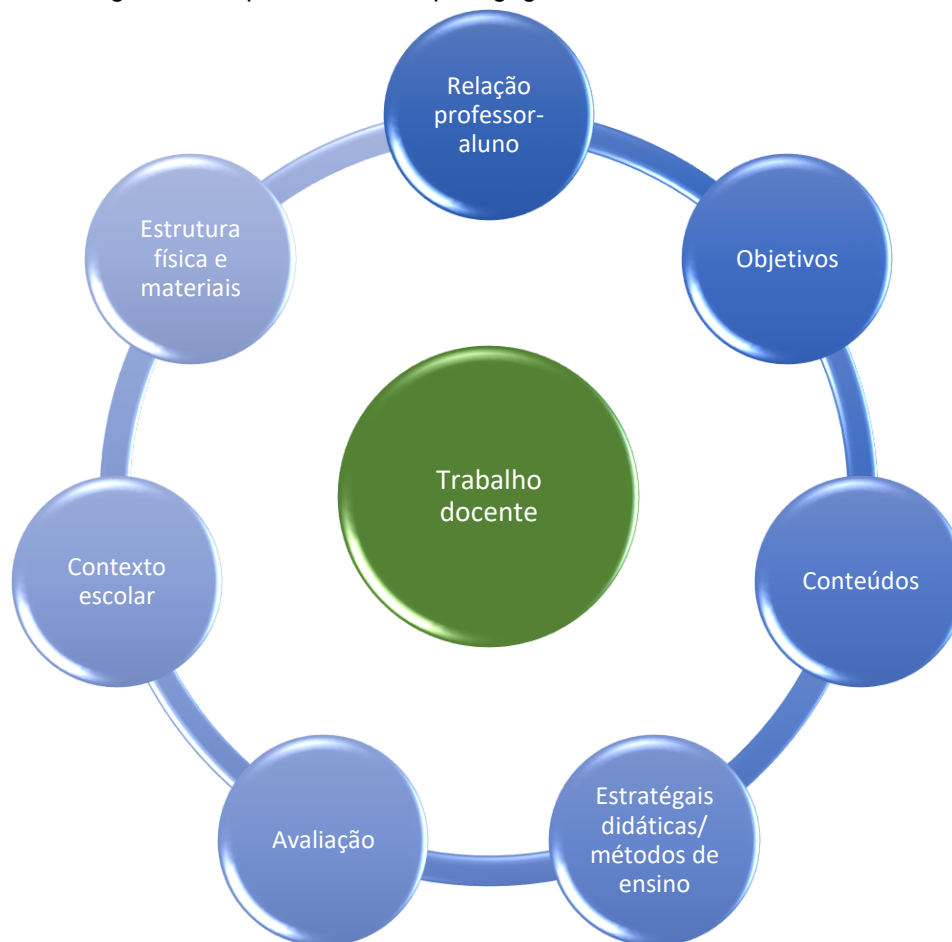 Relação
professor-
aluno
Objetivos
Conteúdos
Estratégais
didáticas/
métodos de
ensino
Avaliação
Contexto
escolar
Estrutura
física e
materiais
Trabalho
docente